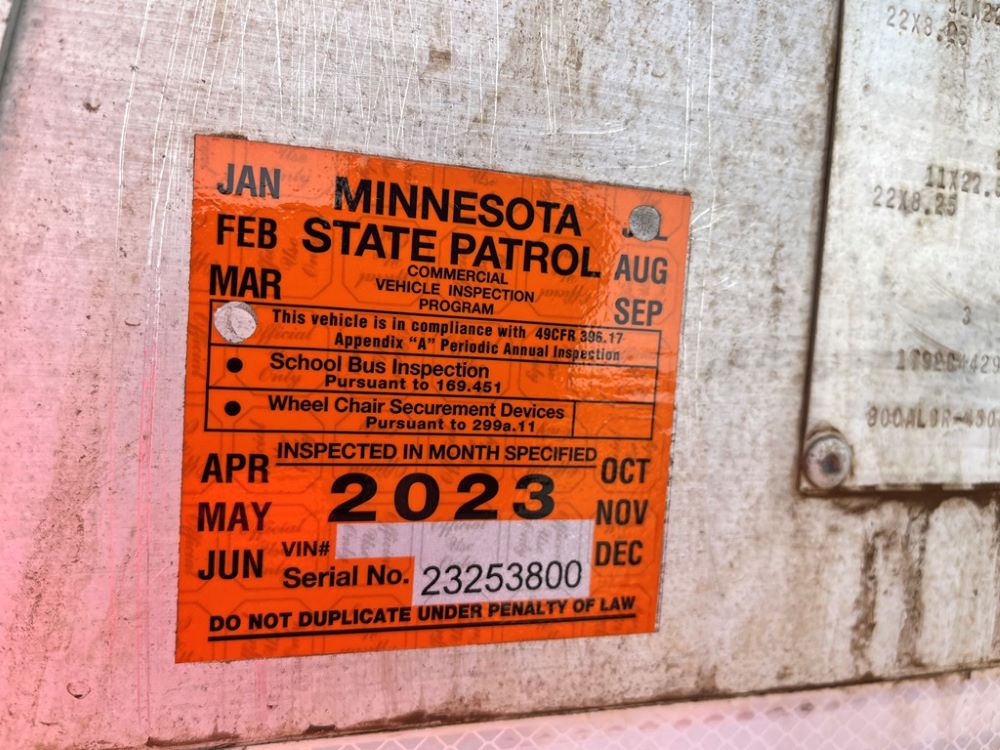 JAN
FEB
MAR
MINNESOTA
STATE PATROL
COMMERCIAL
VEHICLE INSPECTION
PROGRAM
AUG
SEP
This vehicle is in compliance with 49CFR 396.17
Appendix “A” Periodic Annual Inspection
• School Bus Inspection
Pursuant to 169.451
• Wheel Chair Securement Devices
Pursuant to 299a.11
INSPECTED IN MONTH SPECIFIED
2023
APR
MAY
JUN
OCT
NOV
DEC
VIN#
Serial No. 23253800
DO NOT DUPLICATE UNDER PENALTY OF LAW
22X8.25
11X22.
22X8.25
3